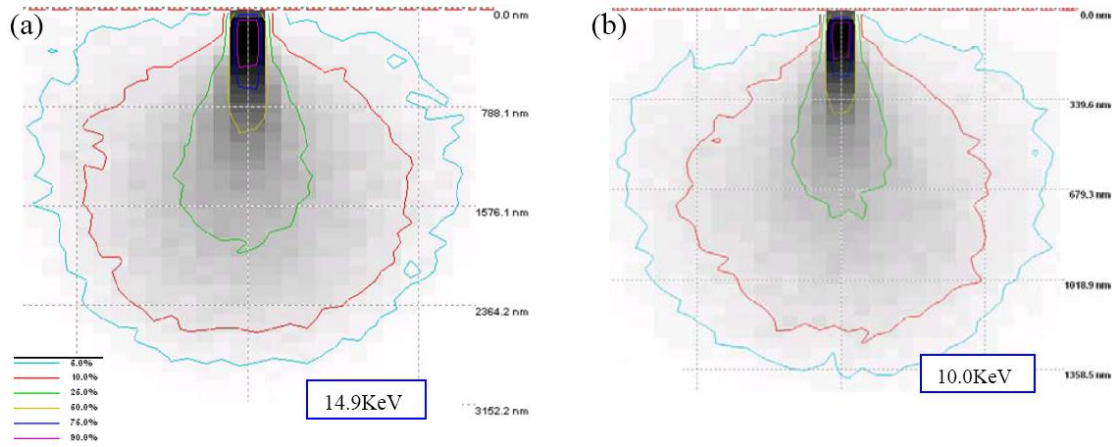 (a)
0.0 nm
788.1 nm
1576.1 nm
2364.2 nm
3152.2 nm
5.0%
10.0%
25.0%
50.0%
75.0%
90.0%
14.9KeV
(b)
0.0 nm
339.6 nm
679.3 nm
1018.9 nm
1358.5 nm
10.0KeV